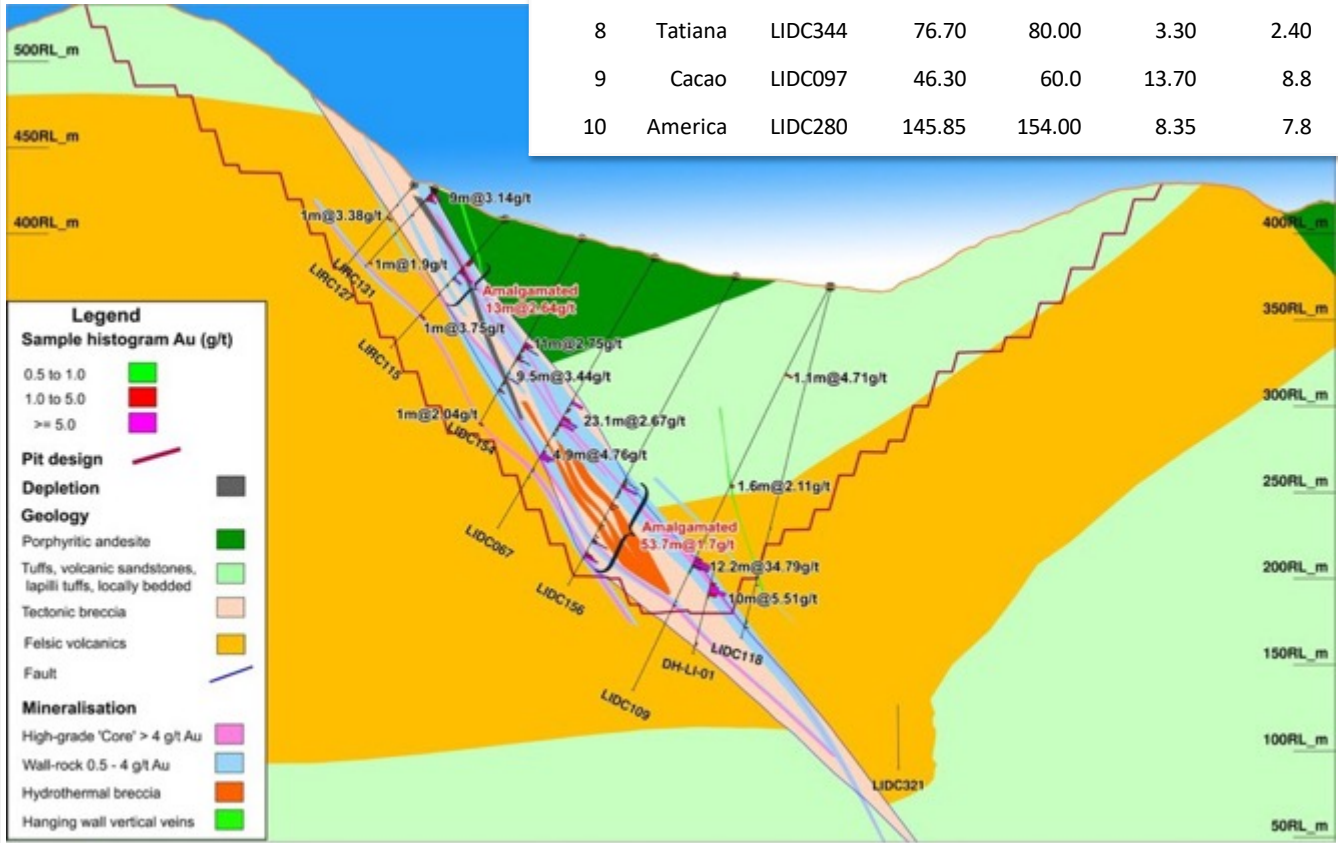 8 Tatiana LIDC344 76.70 80.00 3.30 2.40
9 Cacao LIDC097 46.30 60.0 13.70 8.8
10 America LIDC280 145.85 154.00 8.35 7.8
500RL_m
450RL_m
400RL_m
400RL_m
350RL_m
300RL_m
250RL_m
200RL_m
150RL_m
100RL_m
50RL_m
9m@3.14g/t
1m@3.38g/t
1m@1.9g/t
LIRC131
LIRC127
Amalgamated
13m@2.64g/t
1m@3.75g/t
LIRC115
11m@2.75g/t
9.5m@3.44g/t
1.1m@4.71g/t
1m@2.04g/t
23.1m@2.67g/t
LIDC154
4.9m@4.76g/t
1.6m@2.11g/t
LIDC067
Amalgamated
53.7m@1.7g/t
12.2m@34.79g/t
LIDC156
10m@5.51g/t
LIDC118
DH-LI-01
LIDC109
LIDC321
Legend
Sample histogram Au (g/t)
0.5 to 1.0
1.0 to 5.0
>= 5.0
Pit design
Depletion
Geology
Porphyritic andesite
Tuffs, volcanic sandstones,
lapilli tuffs, locally bedded
Tectonic breccia
Felsic volcanics
Fault
Mineralisation
High-grade 'Core' > 4 g/t Au
Wall-rock 0.5 - 4 g/t Au
Hydrothermal breccia
Hanging wall vertical veins